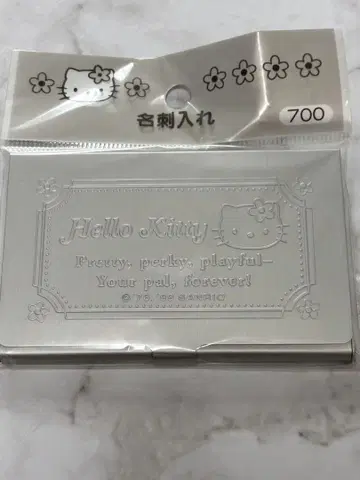 名刺入れ
700
Hello Kitty
Pretty, perky, playful–
Your pal, forever!